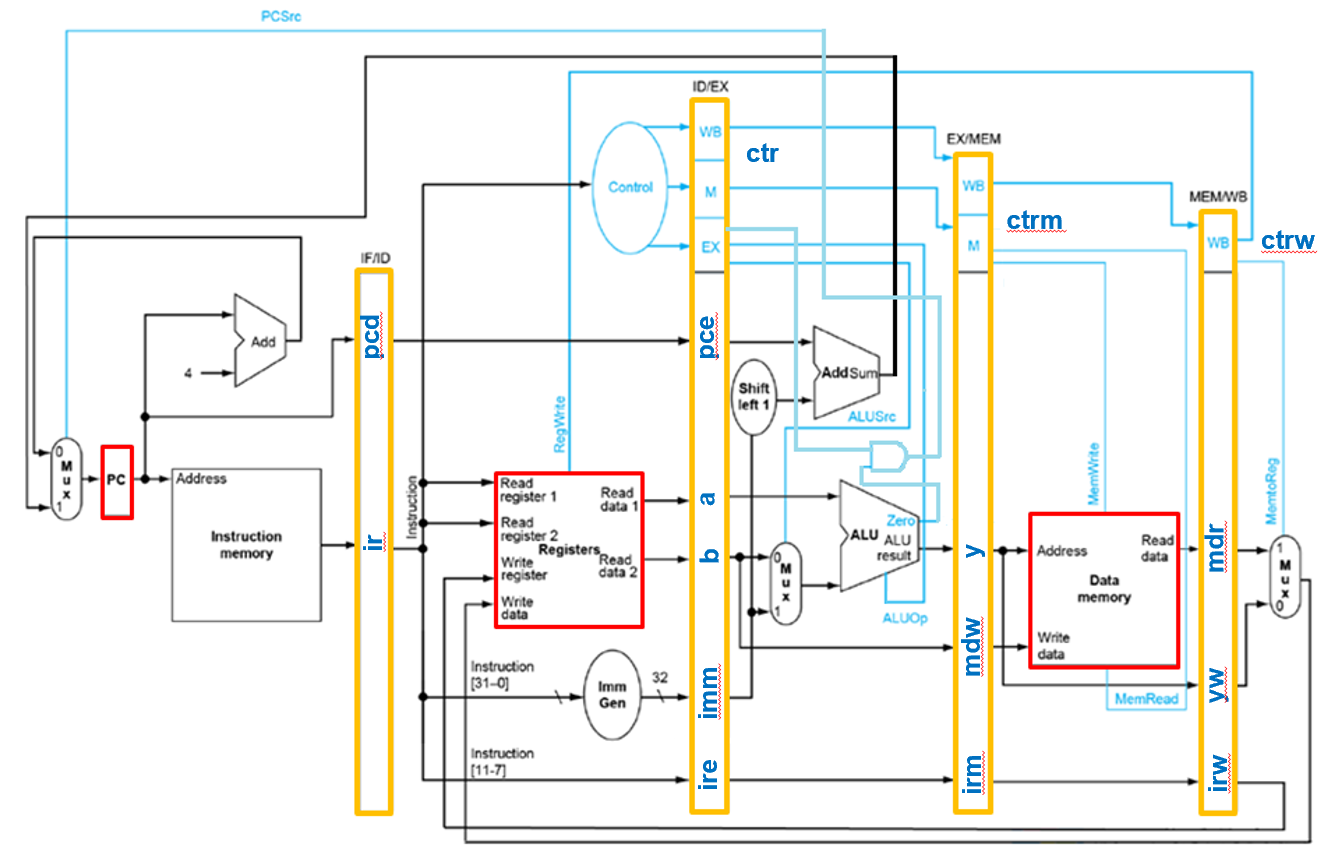 PCSrc
ID/EX
WB
ctr
EX/MEM
Control
M
WB
MEM/WB
ctrm
EX
M
WB
ctrw
IF/ID
pcd
Add
4
pce
Add Sum
Shift
left 1
ALUSrc
RegWrite
0
M
u
x
1
PC
Address
Instruction
memory
ir
Instruction
Read
register 1
Read
register 2
Write
register
Write
data
Registers
Read
data 1
Read
data 2
a
b
0
M
u
x
1
Zero
ALU
ALU
result
ALUOp
y
MemWrite
Address
Read
data
Data
memory
Write
data
MemRead
MemtoReg
mdr
1
M
u
x
0
mdw
yw
Instruction
[31–0]
Imm
Gen
32
imm
Instruction
[11-7]
ire
irm
irw